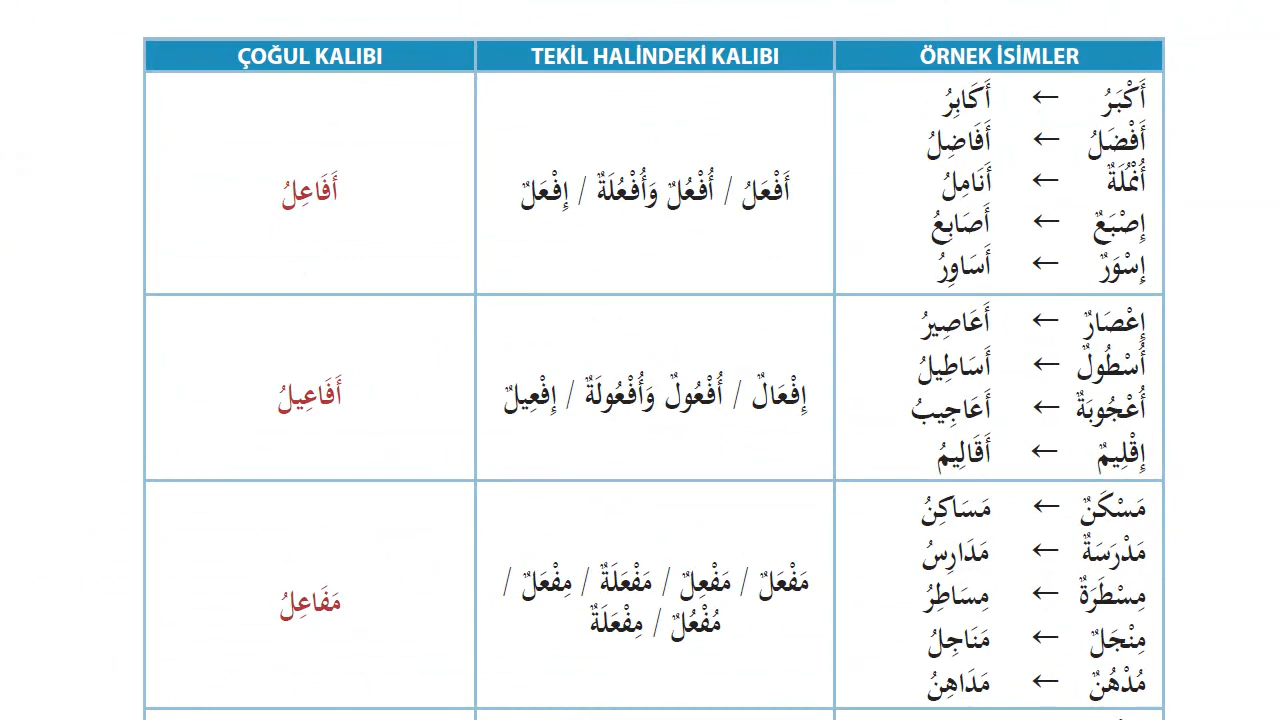 ÇOĞUL KALIBI TEKİL HALİNDEKİ KALIBI ÖRNEK İSİMLER
أَكْبَرُ ← أَكَابِرُ
أَفْضَلُ ← أَفَاضِلُ
أُنْمُلَةٌ ← أَنَامِلُ
إِصْبَعٌ ← أَصَابِعُ
إِسْوَرٌ ← أَسَاوِرُ
أَفْعَلُ / أُفْعُلٌ وَأُفْعُلَةٌ / إِفْعَلٌ
أَفَاعِلُ
إِعْصَارٌ ← أَعَاصِيرُ
أُسْطُولٌ ← أَسَاطِيلُ
أُعْجُوبَةٌ ← أَعَاجِيبُ
إِقْلِيمٌ ← أَقَالِيمُ
إِفْعَالٌ / أُفْعُولٌ وَأُفْعُولَةٌ / إِفْعِيلٌ
أَفَاعِيلُ
مَسْكَنٌ ← مَسَاكِنُ
مَدْرَسَةٌ ← مَدَارِسُ
مِسْطَرَةٌ ← مِسَاطِرُ
مِنْجَلٌ ← مَنَاجِلُ
مُدْهُنٌ ← مَدَاهِنُ
مَفْعَلٌ / مَفْعِلٌ / مَفْعَلَةٌ / مِفْعَلٌ /
مُفْعُلٌ / مِفْعَلَةٌ
مَفَاعِلُ